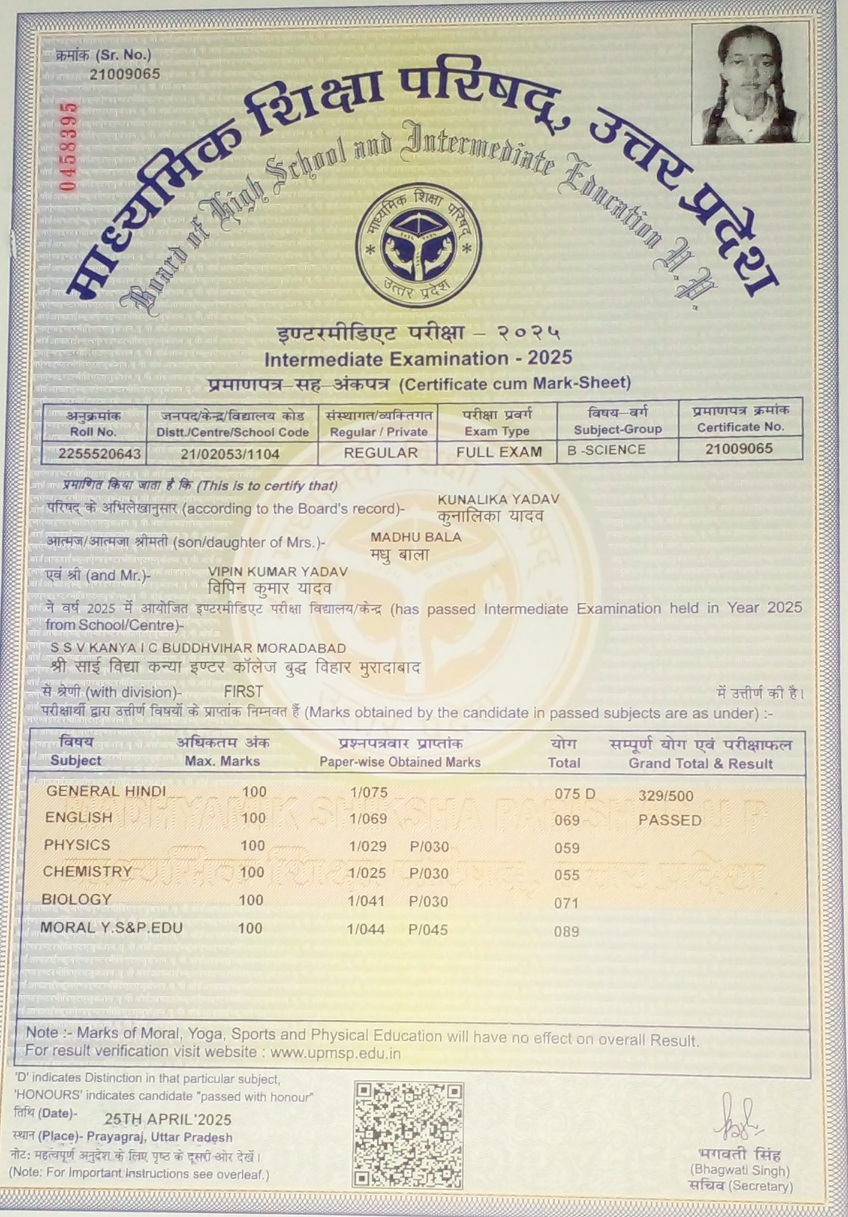 क्रमांक (Sr. No.)
21009065
0458395
माध्यमिक शिक्षा परिषद्, उत्तर प्रदेश
Board of High School and Intermediate Education U.P.
माध्यमिक शिक्षा परिषद्
* *
उत्तर प्रदेश
इण्टरमीडिएट परीक्षा – २०२५
Intermediate Examination - 2025
प्रमाणपत्र सह अंकपत्र (Certificate cum Mark-Sheet)
अनुक्रमांक जनपद/केन्द्र/विद्यालय कोड संस्थागत/व्यक्तिगत परीक्षा प्रवर्ग विषय–वर्ग प्रमाणपत्र क्रमांक
Roll No. Distt./Centre/School Code Regular / Private Exam Type Subject-Group Certificate No.
2255520643 21/02053/1104 REGULAR FULL EXAM B -SCIENCE 21009065
प्रमाणित किया जाता है कि (This is to certify that)
परिषद् के अभिलेखानुसार (according to the Board's record)- KUNALIKA YADAV
कुनालिका यादव
आत्मज/आत्मजा श्रीमती (son/daughter of Mrs.)- MADHU BALA
मधु बाला
एवं श्री (and Mr.)- VIPIN KUMAR YADAV
विपिन कुमार यादव
ने वर्ष 2025 में आयोजित इण्टरमीडिएट परीक्षा विद्यालय/केन्द्र (has passed Intermediate Examination held in Year 2025
from School/Centre)-
S S V KANYA I C BUDDHVIHAR MORADABAD
श्री साई विद्या कन्या इण्टर कॉलेज बुद्ध विहार मुरादाबाद
से श्रेणी (with division)- FIRST में उत्तीर्ण की है।
परीक्षार्थी द्वारा उत्तीर्ण विषयों के प्राप्तांक निम्नवत हैं (Marks obtained by the candidate in passed subjects are as under) :-
विषय अधिकतम अंक प्रश्नपत्रवार प्राप्तांक योग सम्पूर्ण योग एवं परीक्षाफल
Subject Max. Marks Paper-wise Obtained Marks Total Grand Total & Result
GENERAL HINDI 100 1/075 075 D 329/500
ENGLISH 100 1/069 069 PASSED
PHYSICS 100 1/029 P/030 059
CHEMISTRY 100 1/025 P/030 055
BIOLOGY 100 1/041 P/030 071
MORAL Y.S&P.EDU 100 1/044 P/045 089
Note :- Marks of Moral, Yoga, Sports and Physical Education will have no effect on overall Result.
For result verification visit website : www.upmsp.edu.in
'D' indicates Distinction in that particular subject,
'HONOURS' indicates candidate "passed with honour"
तिथि (Date)- 25TH APRIL'2025
स्थान (Place)- Prayagraj, Uttar Pradesh
नोट: महत्वपूर्ण अनुदेश के लिए पृष्ठ के दूसरी ओर देखें।
(Note: For Important Instructions see overleaf.)
भगवती सिंह
(Bhagwati Singh)
सचिव (Secretary)